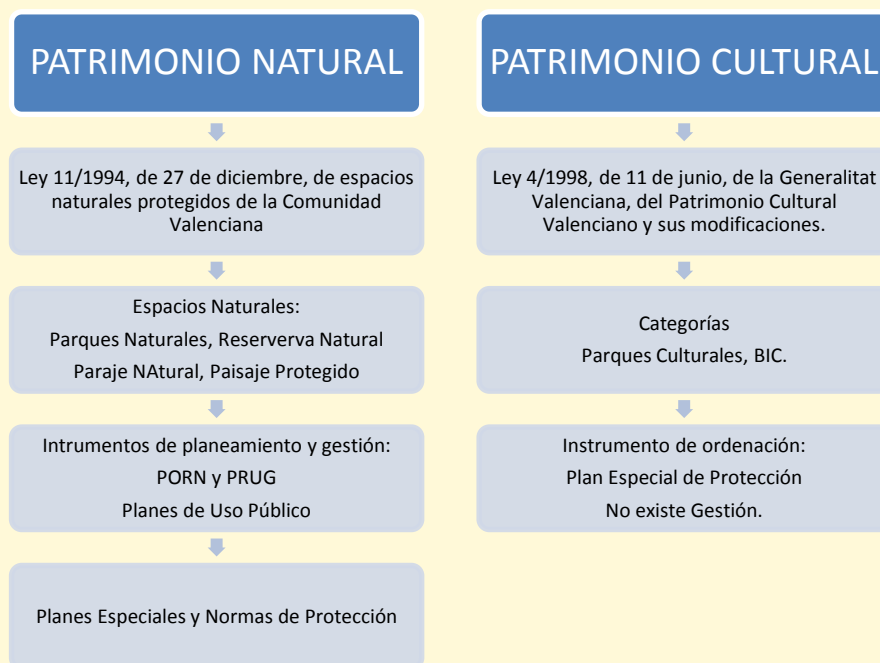 PATRIMONIO NATURAL
Ley 11/1994, de 27 de diciembre, de espacios
naturales protegidos de la Comunidad
Valenciana
Espacios Naturales:
Parques Naturales, Reserverva Natural
Paraje NAtural, Paisaje Protegido
Intrumentos de planeamiento y gestión:
PORN y PRUG
Planes de Uso Público
Planes Especiales y Normas de Protección
PATRIMONIO CULTURAL
Ley 4/1998, de 11 de junio, de la Generalitat
Valenciana, del Patrimonio Cultural
Valenciano y sus modificaciones.
Categorías
Parques Culturales, BIC.
Instrumento de ordenación:
Plan Especial de Protección
No existe Gestión.